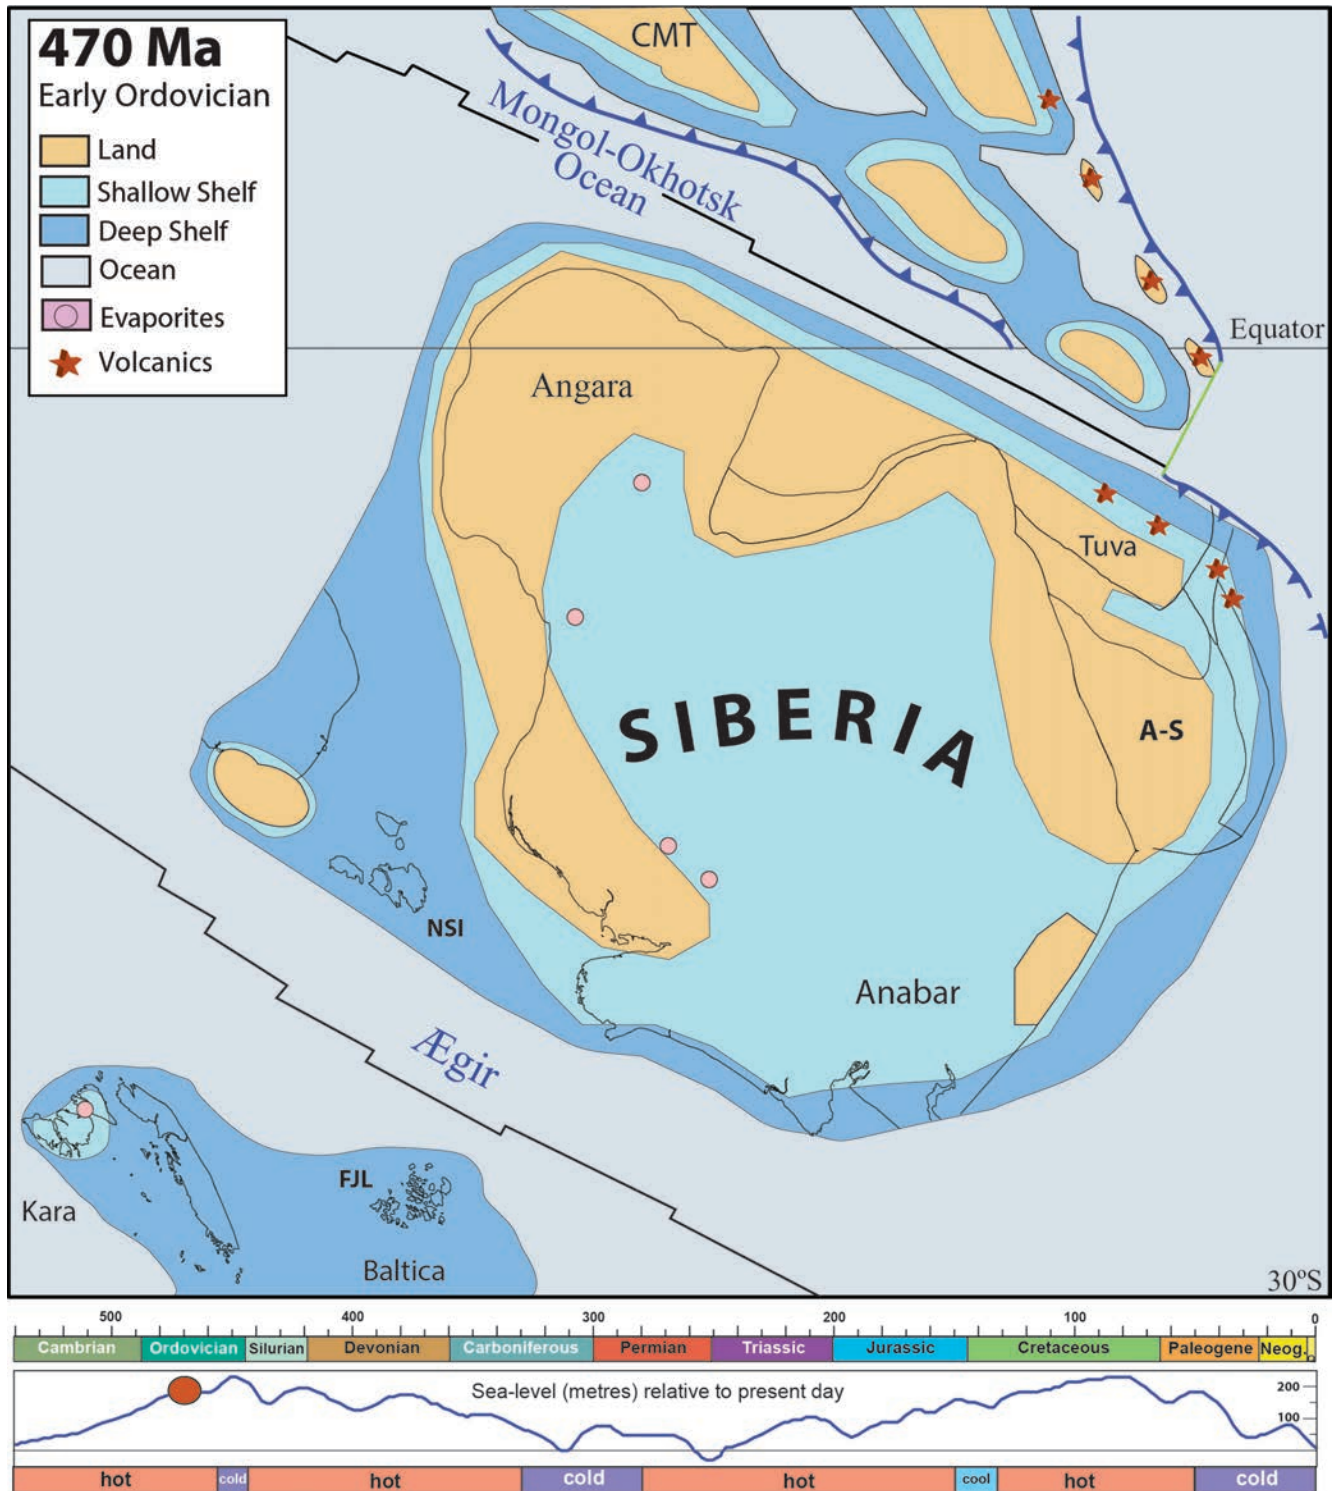 470 Ma
Early Ordovician
Land
Shallow Shelf
Deep Shelf
Ocean
Evaporites
Volcanics
CMT
Mongol-Okhotsk
Ocean
Equator
Angara
Tuva
SIBERIA
A-S
NSI
Anabar
Ægir
FJL
Kara
Baltica
30ºS
500 400 300 200 100 0
Cambrian Ordovician Silurian Devonian Carboniferous Permian Triassic Jurassic Cretaceous Paleogene Neog.
Sea-level (metres) relative to present day
200
100
hot cold hot cold hot cool hot cold